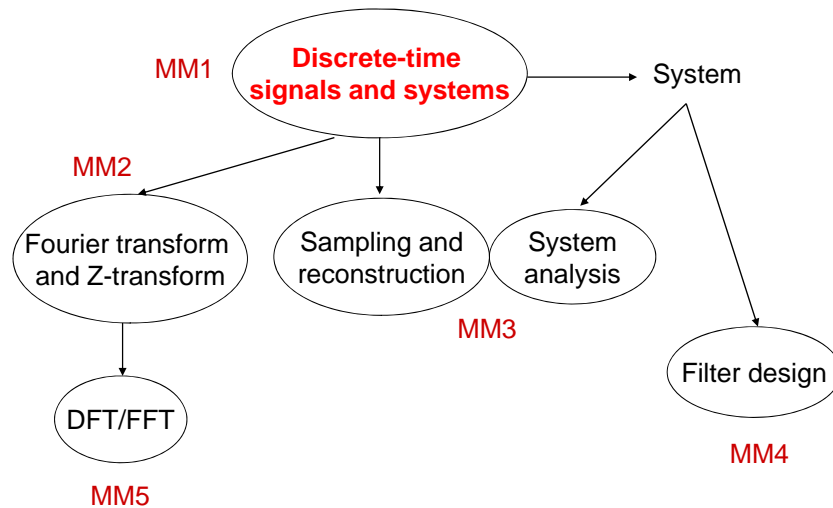 MM1
Discrete-time
signals and systems
System
MM2
Fourier transform
and Z-transform
Sampling and
reconstruction
System
analysis
MM3
Filter design
MM4
DFT/FFT
MM5